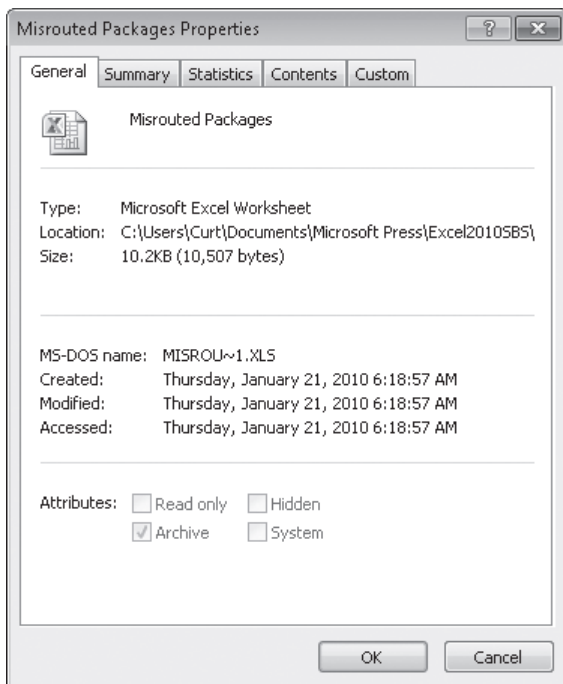 Misrouted Packages Properties
General Summary Statistics Contents Custom
Misrouted Packages
Type: Microsoft Excel Worksheet
Location: C:\Users\Curt\Documents\Microsoft Press\Excel2010SBS\
Size: 10.2KB (10,507 bytes)
MS-DOS name: MISROU~1.XLS
Created: Thursday, January 21, 2010 6:18:57 AM
Modified: Thursday, January 21, 2010 6:18:57 AM
Accessed: Thursday, January 21, 2010 6:18:57 AM
Attributes: Read only Hidden
Archive System
OK Cancel